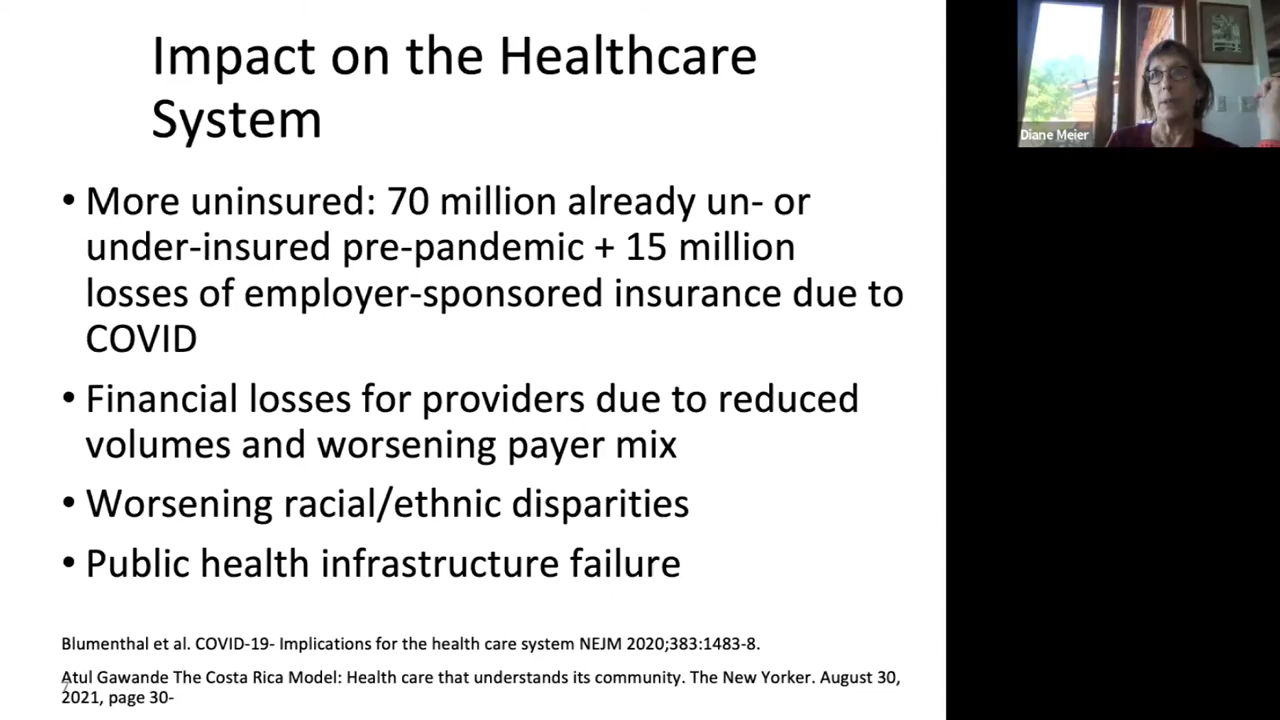 Impact on the Healthcare
System
• More uninsured: 70 million already un- or
under-insured pre-pandemic + 15 million
losses of employer-sponsored insurance due to
COVID
• Financial losses for providers due to reduced
volumes and worsening payer mix
• Worsening racial/ethnic disparities
• Public health infrastructure failure
Blumenthal et al. COVID-19- Implications for the health care system NEJM 2020;383:1483-8.
Atul Gawande The Costa Rica Model: Health care that understands its community. The New Yorker. August 30,
2021, page 30-
7
Diane Meier